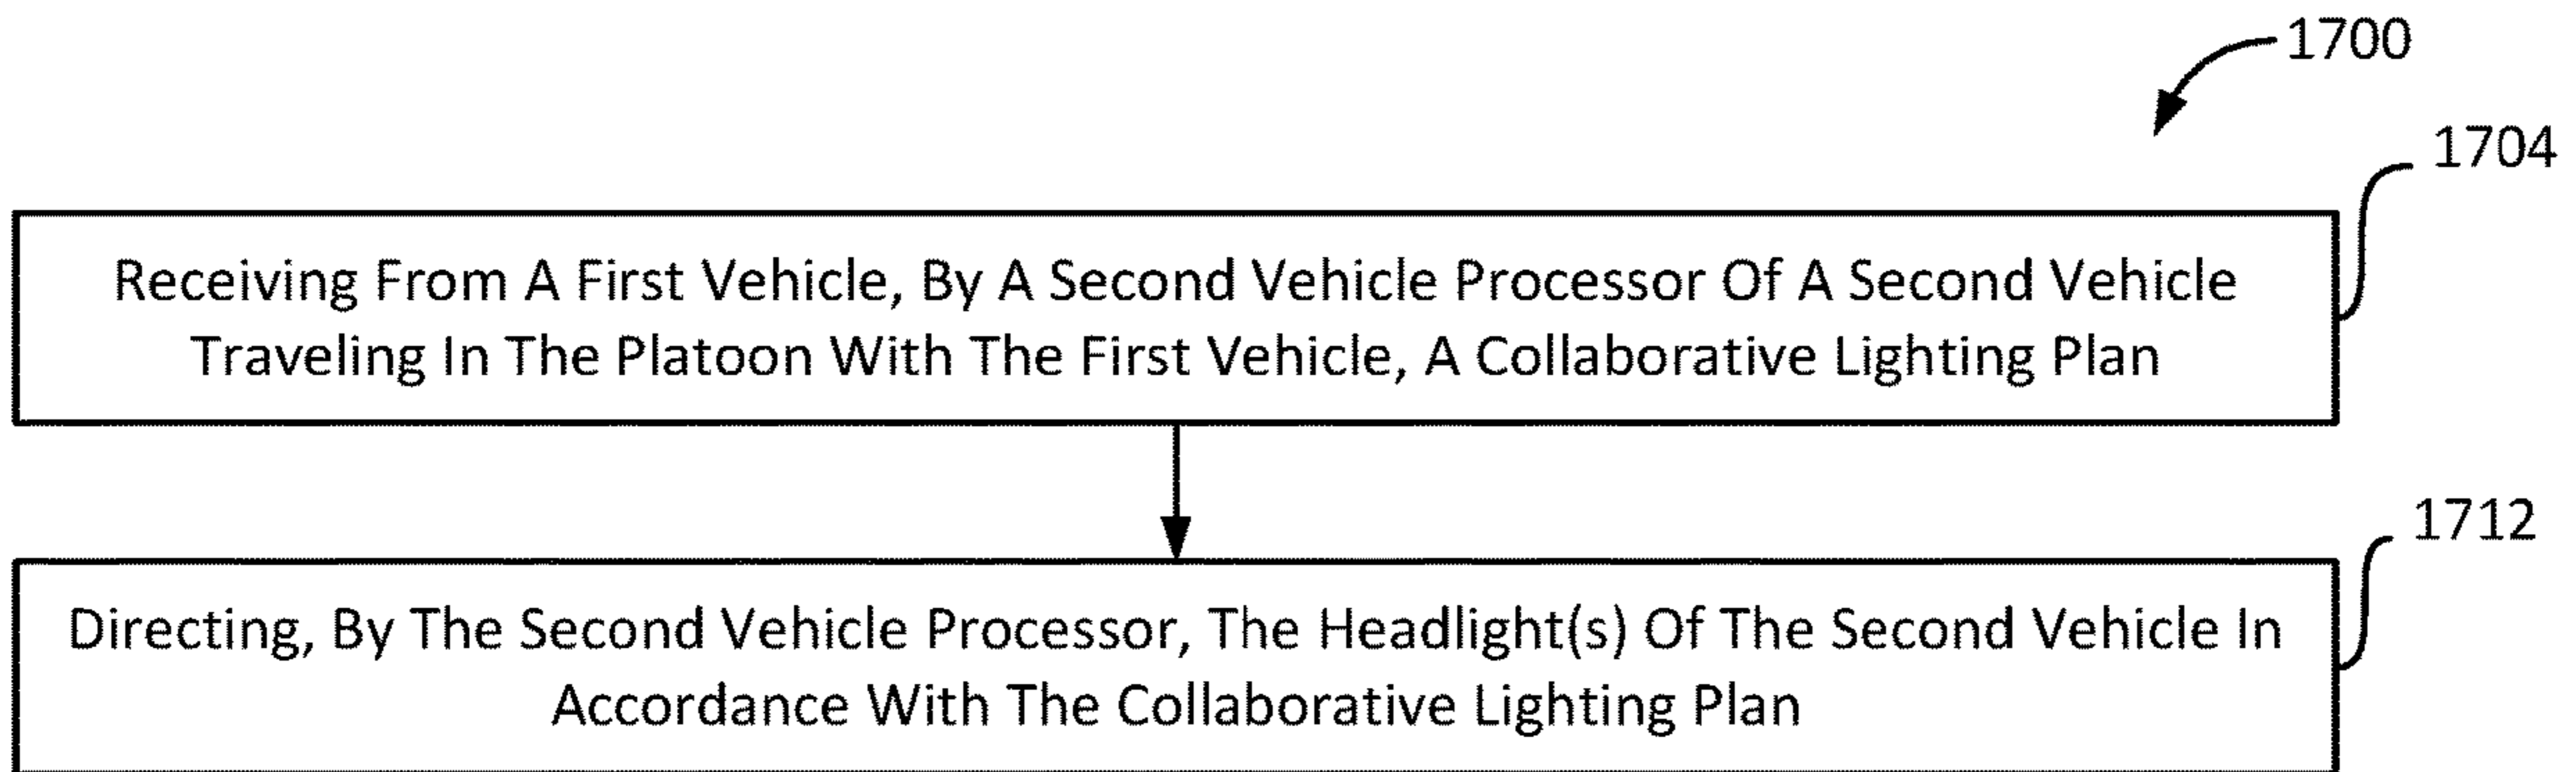 1700
1704
Receiving From A First Vehicle, By A Second Vehicle Processor Of A Second Vehicle
Traveling In The Platoon With The First Vehicle, A Collaborative Lighting Plan
1712
Directing, By The Second Vehicle Processor, The Headlight(s) Of The Second Vehicle In
Accordance With The Collaborative Lighting Plan